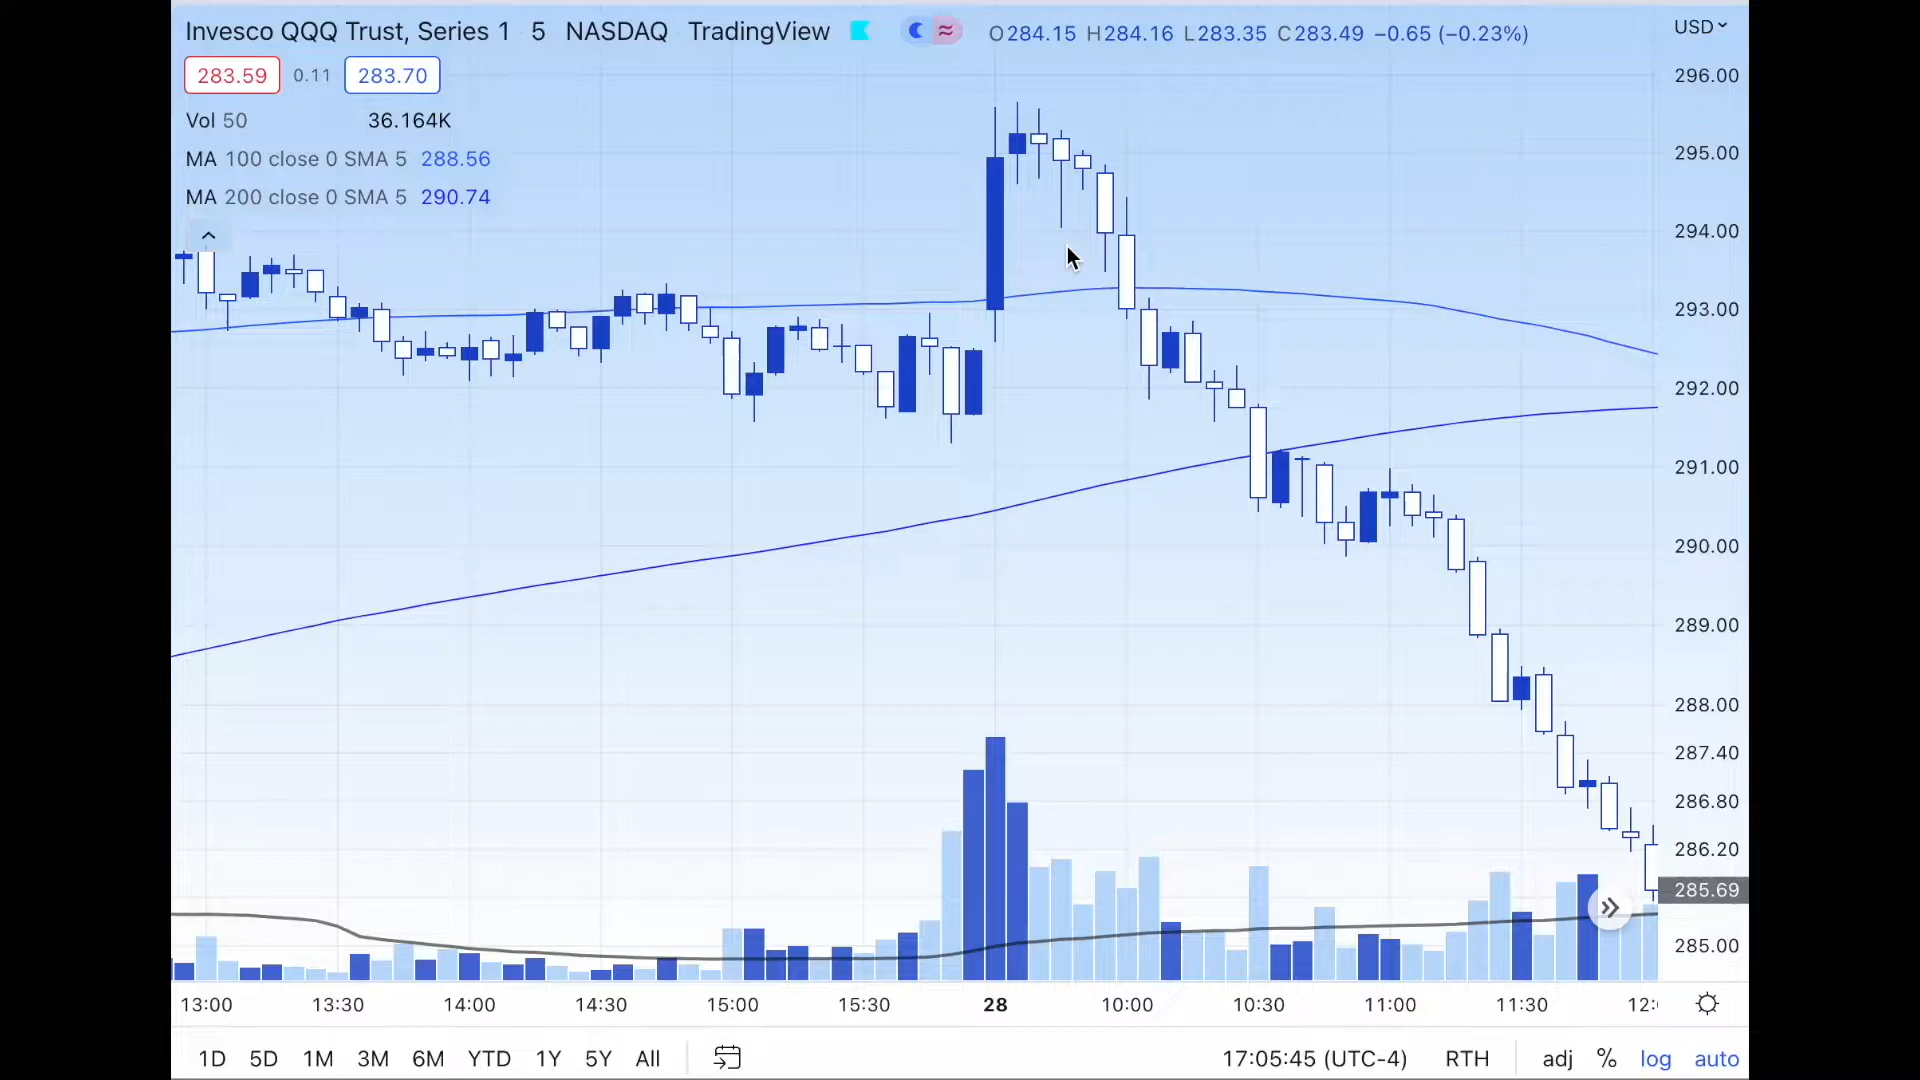 Invesco QQQ Trust, Series 1 5 NASDAQ TradingView O284.15 H284.16 L283.35 C283.49 −0.65 (−0.23%) USD
283.59 0.11 283.70
Vol 50 36.164K
MA 100 close 0 SMA 5 288.56
MA 200 close 0 SMA 5 290.74
296.00
295.00
294.00
293.00
292.00
291.00
290.00
289.00
288.00
287.40
286.80
286.20
285.69
285.00
13:00 13:30 14:00 14:30 15:00 15:30 28 10:00 10:30 11:00 11:30
1D 5D 1M 3M 6M YTD 1Y 5Y All 17:05:45 (UTC-4) RTH adj % log auto